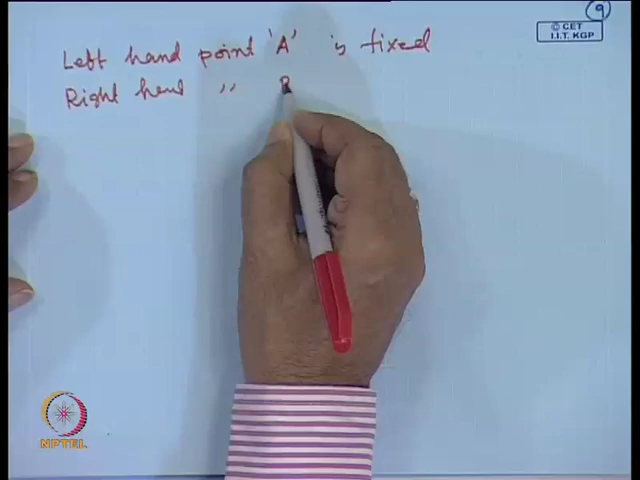 9
© CET
I.I.T. KGP
Left hand point 'A' is fixed
Right hand " B
NPTEL